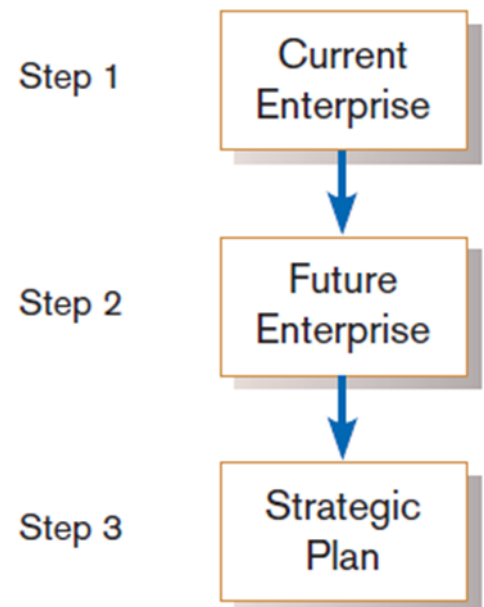 Step 1
Current
Enterprise
Step 2
Future
Enterprise
Step 3
Strategic
Plan